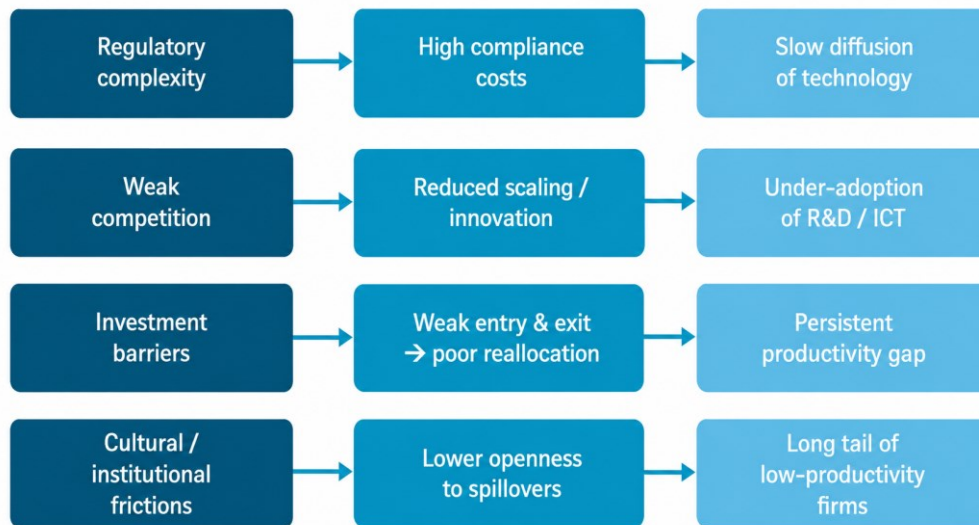 Regulatory
complexity
High compliance
costs
Slow diffusion
of technology
Weak
competition
Reduced scaling /
innovation
Under-adoption
of R&D / ICT
Investment
barriers
Weak entry & exit
→ poor reallocation
Persistent
productivity gap
Cultural /
institutional
frictions
Lower openness
to spillovers
Long tail of
low-productivity
firms